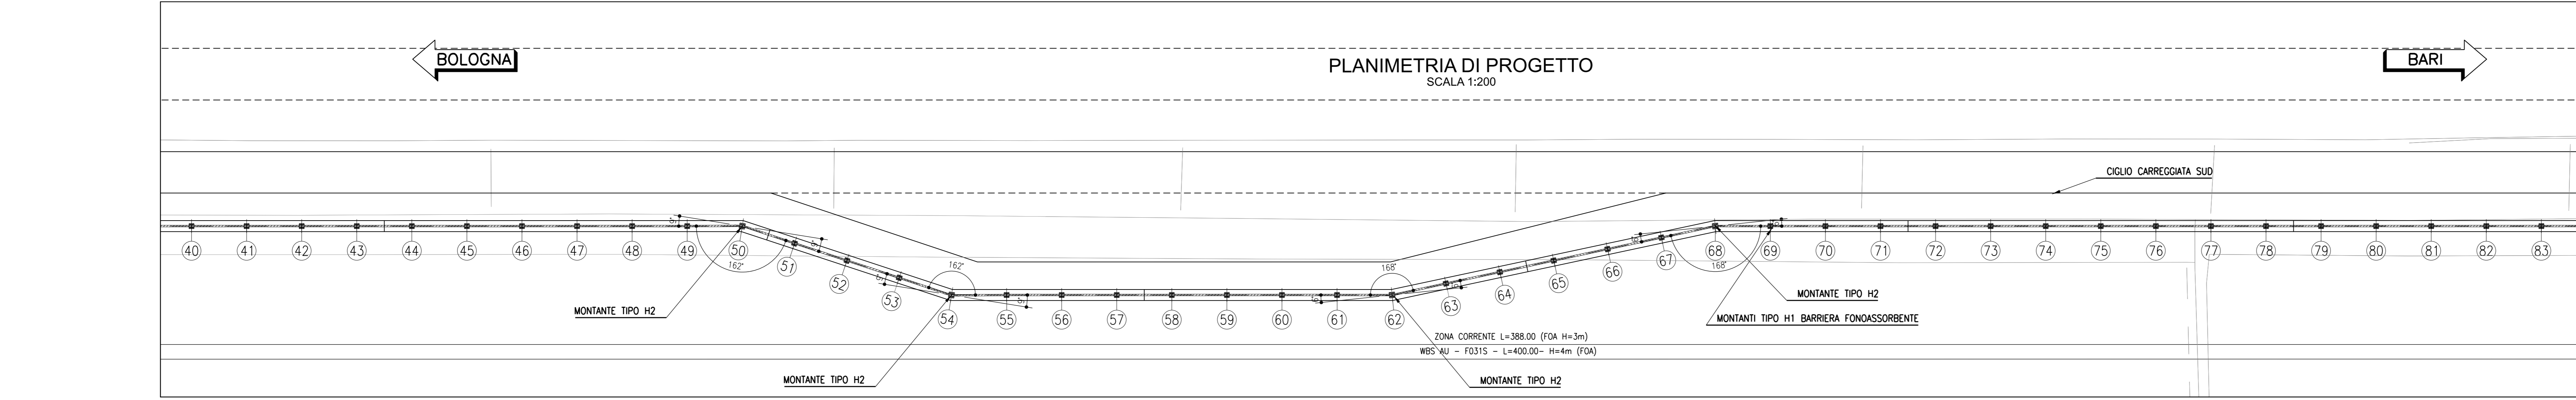 BOLOGNA
PLANIMETRIA DI PROGETTO
SCALA 1:200
BARI
CIGLIO CARREGGIATA SUD
40 41 42 43 44 45 46 47 48 49 50 51 52 53 54 55 56 57 58 59 60 61 62 63 64 65 66 67 68 69 70 71 72 73 74 75 76 77 78 79 80 81 82 83
162°
162°
168°
168°
MONTANTE TIPO H2
MONTANTE TIPO H2
MONTANTI TIPO H1 BARRIERA FONOASSORBENTE
ZONA CORRENTE L=388.00 (FOA H=3m)
WBS AU - F031S - L=400.00- H=4m (FOA)
MONTANTE TIPO H2
MONTANTE TIPO H2